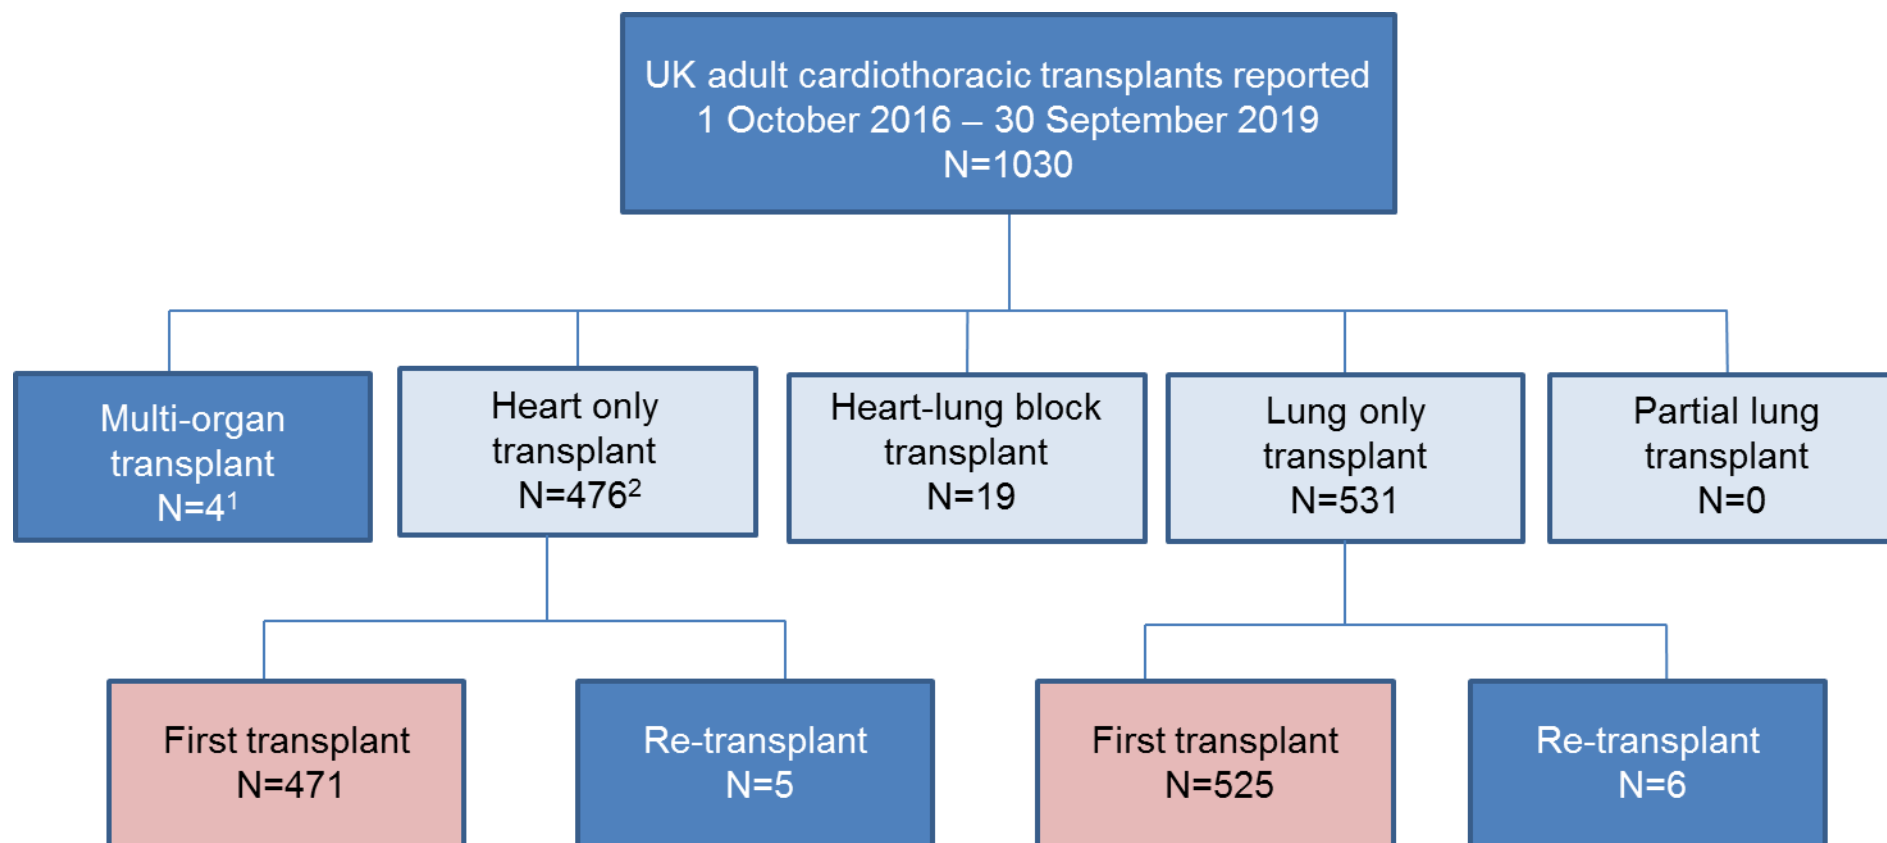 UK adult cardiothoracic transplants reported
1 October 2016 – 30 September 2019
N=1030
Multi-organ
transplant
N=4¹
Heart only
transplant
N=476²
Heart-lung block
transplant
N=19
Lung only
transplant
N=531
Partial lung
transplant
N=0
First transplant
N=471
Re-transplant
N=5
First transplant
N=525
Re-transplant
N=6